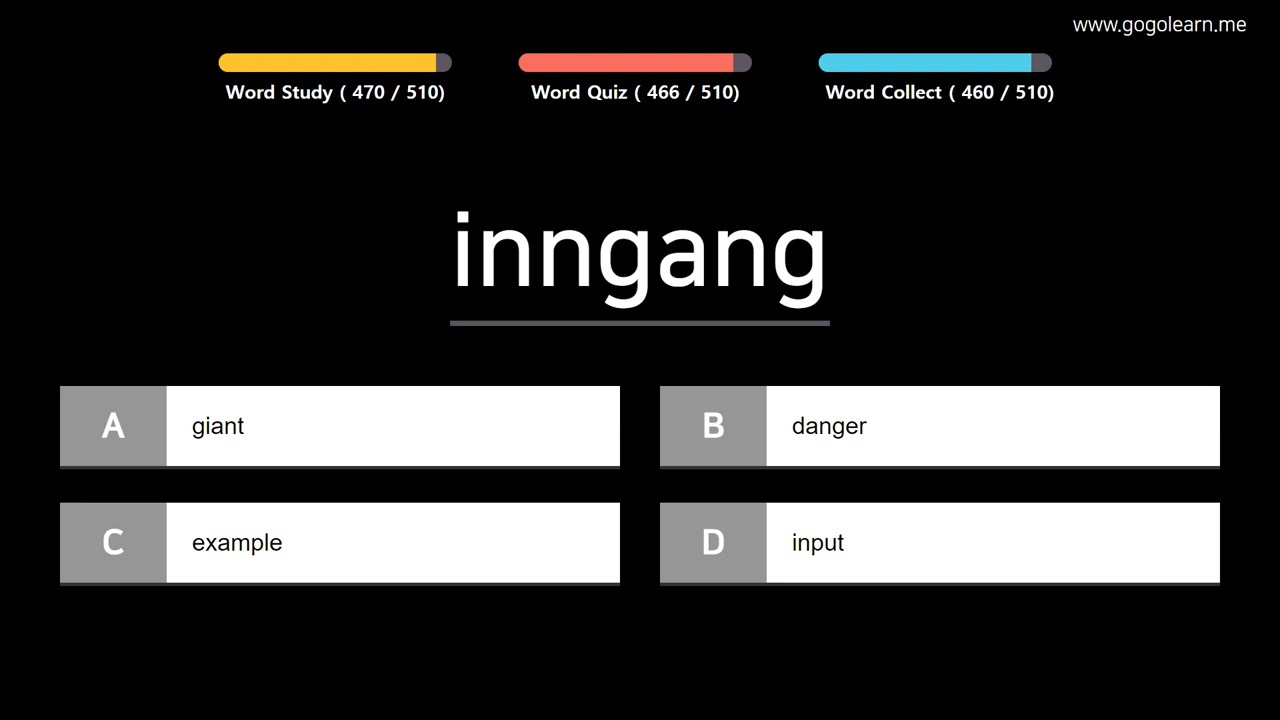 www.gogolearn.me
Word Study ( 470 / 510)
Word Quiz ( 466 / 510)
Word Collect ( 460 / 510)
inngang
A giant
B danger
C example
D input